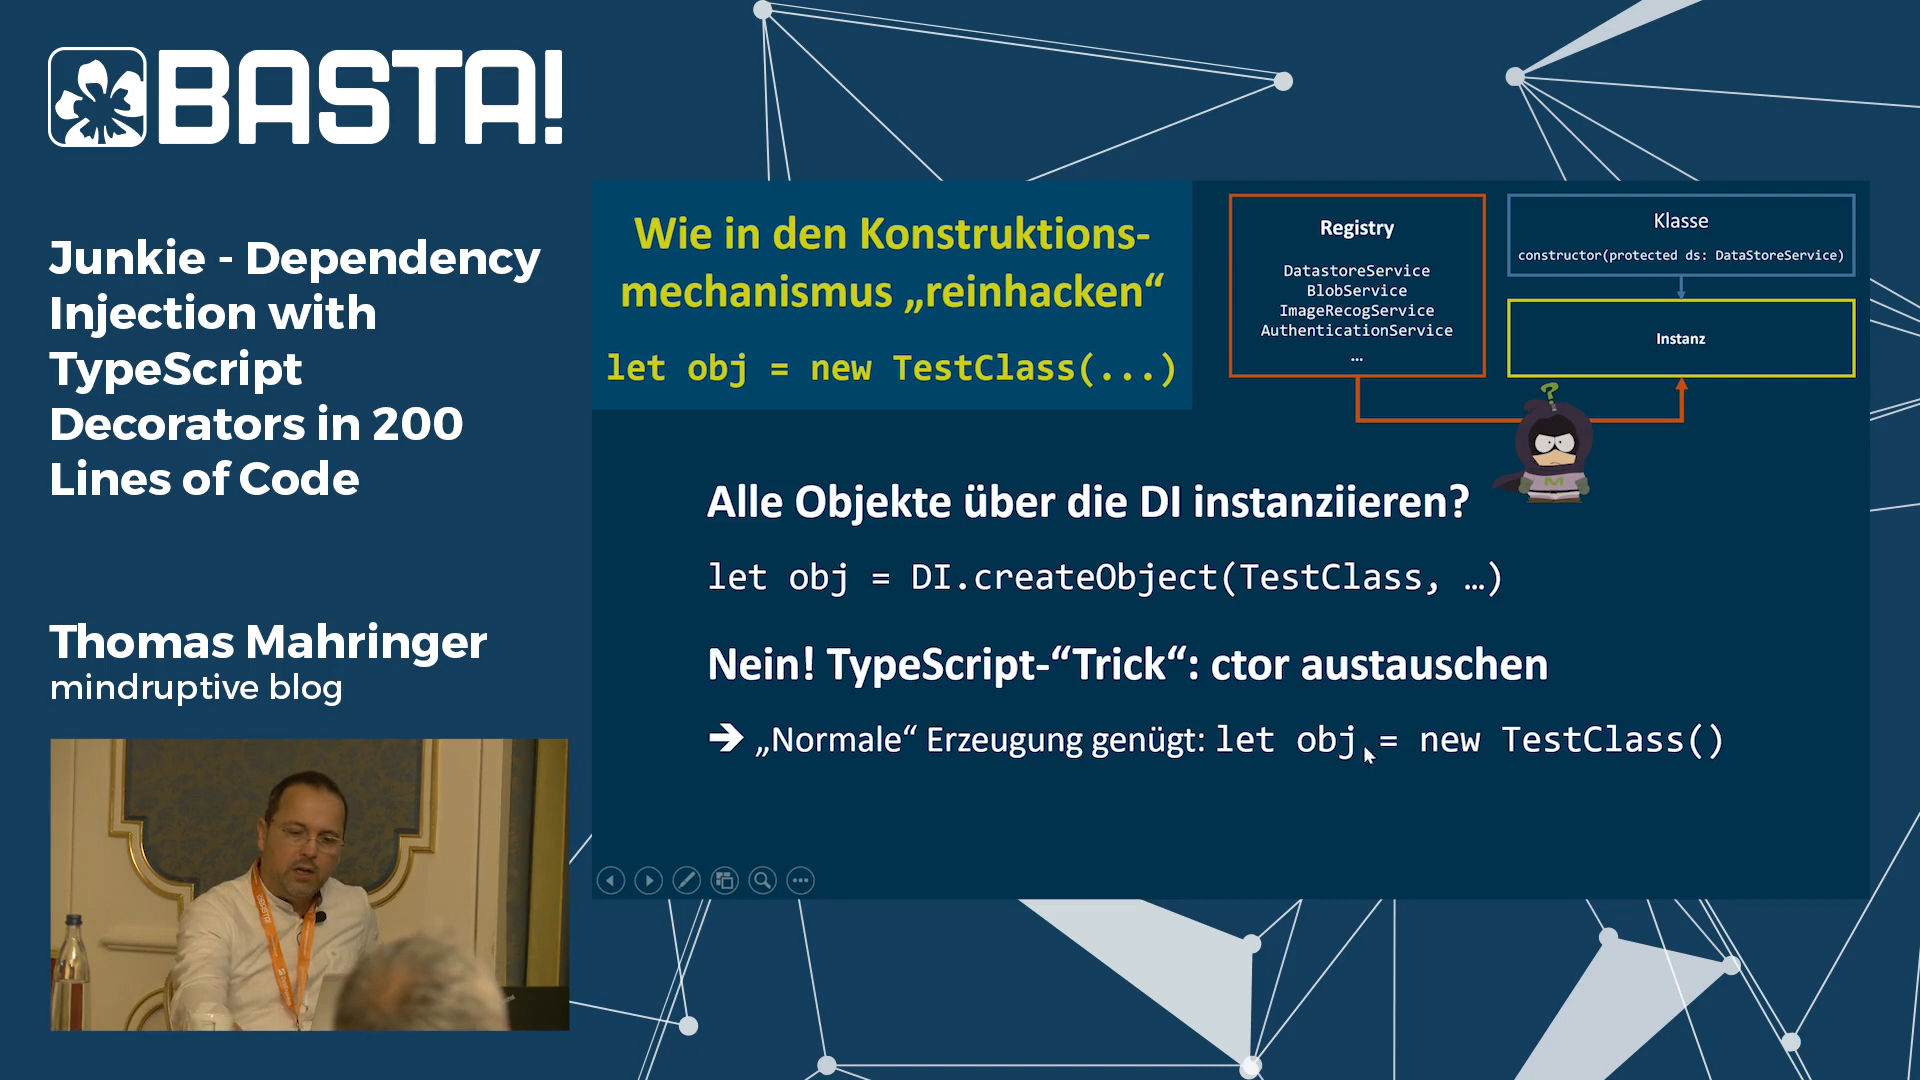 BASTA!
Junkie - Dependency
Injection with
TypeScript
Decorators in 200
Lines of Code
Thomas Mahringer
mindruptive blog
Wie in den Konstruktions-
mechanismus „reinhacken“
let obj = new TestClass(...)
Registry
DatastoreService
BlobService
ImageRecogService
AuthenticationService
…
Klasse
constructor(protected ds: DataStoreService)
Instanz
?
M
Alle Objekte über die DI instanziieren?
let obj = DI.createObject(TestClass, …)
Nein! TypeScript-“Trick“: ctor austauschen
➔ „Normale“ Erzeugung genügt: let obj = new TestClass()
BASTA!